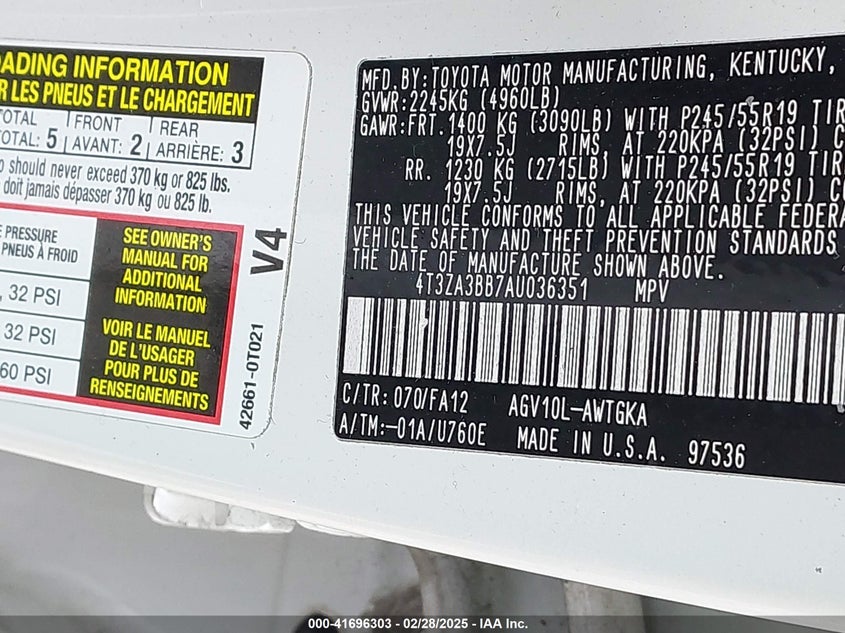 OADING INFORMATION
R LES PNEUS ET LE CHARGEMENT
TOTAL FRONT REAR
TOTAL: 5 AVANT: 2 ARRIÈRE: 3
should never exceed 370 kg or 825 lbs.
doit jamais dépasser 370 kg ou 825 lb.
PRESSURE
PNEUS À FROID
, 32 PSI
32 PSI
60 PSI
SEE OWNER'S
MANUAL FOR
ADDITIONAL
INFORMATION
VOIR LE MANUEL
DE L'USAGER
POUR PLUS DE
RENSEIGNEMENTS
V4
42661-0T021
MFD. BY: TOYOTA MOTOR MANUFACTURING, KENTUCKY,
GVWR: 2245KG (4960LB)
GAWR: FRT. 1400 KG (3090LB) WITH P245/55R19 TIR
19X7.5J RIMS, AT 220KPA (32PSI) CO
RR. 1230 KG (2715LB) WITH P245/55R19 TIR
19X7.5J RIMS, AT 220KPA (32PSI) CO
THIS VEHICLE CONFORMS TO ALL APPLICABLE FEDERA
VEHICLE SAFETY AND THEFT PREVENTION STANDARDS
THE DATE OF MANUFACTURE SHOWN ABOVE.
4T3ZA3BB7AU036351 MPV
C/TR: 070/FA12 AGV10L-AWTGKA
A/TM:-01A/U760E MADE IN U.S.A. 97536
000-41696303 - 02/28/2025 - IAA Inc.